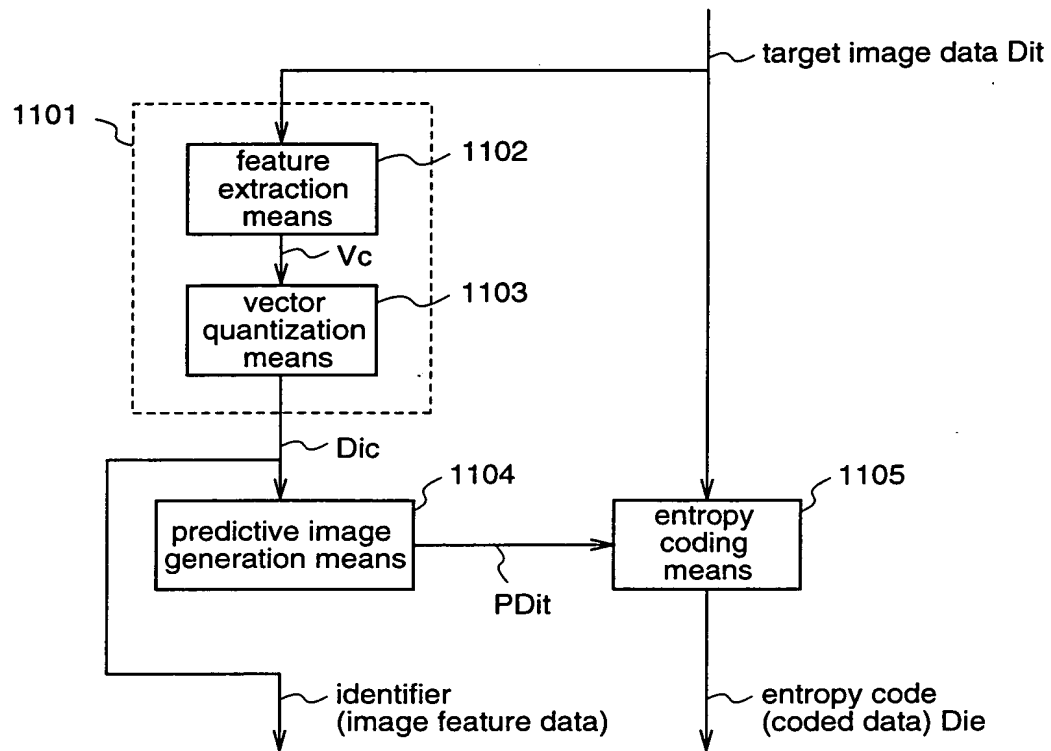 target image data Dit
1101
1102
feature
extraction
means
Vc
1103
vector
quantization
means
Dic
1104
1105
predictive image
generation means
entropy
coding
means
PDit
identifier
(image feature data)
entropy code
(coded data) Die